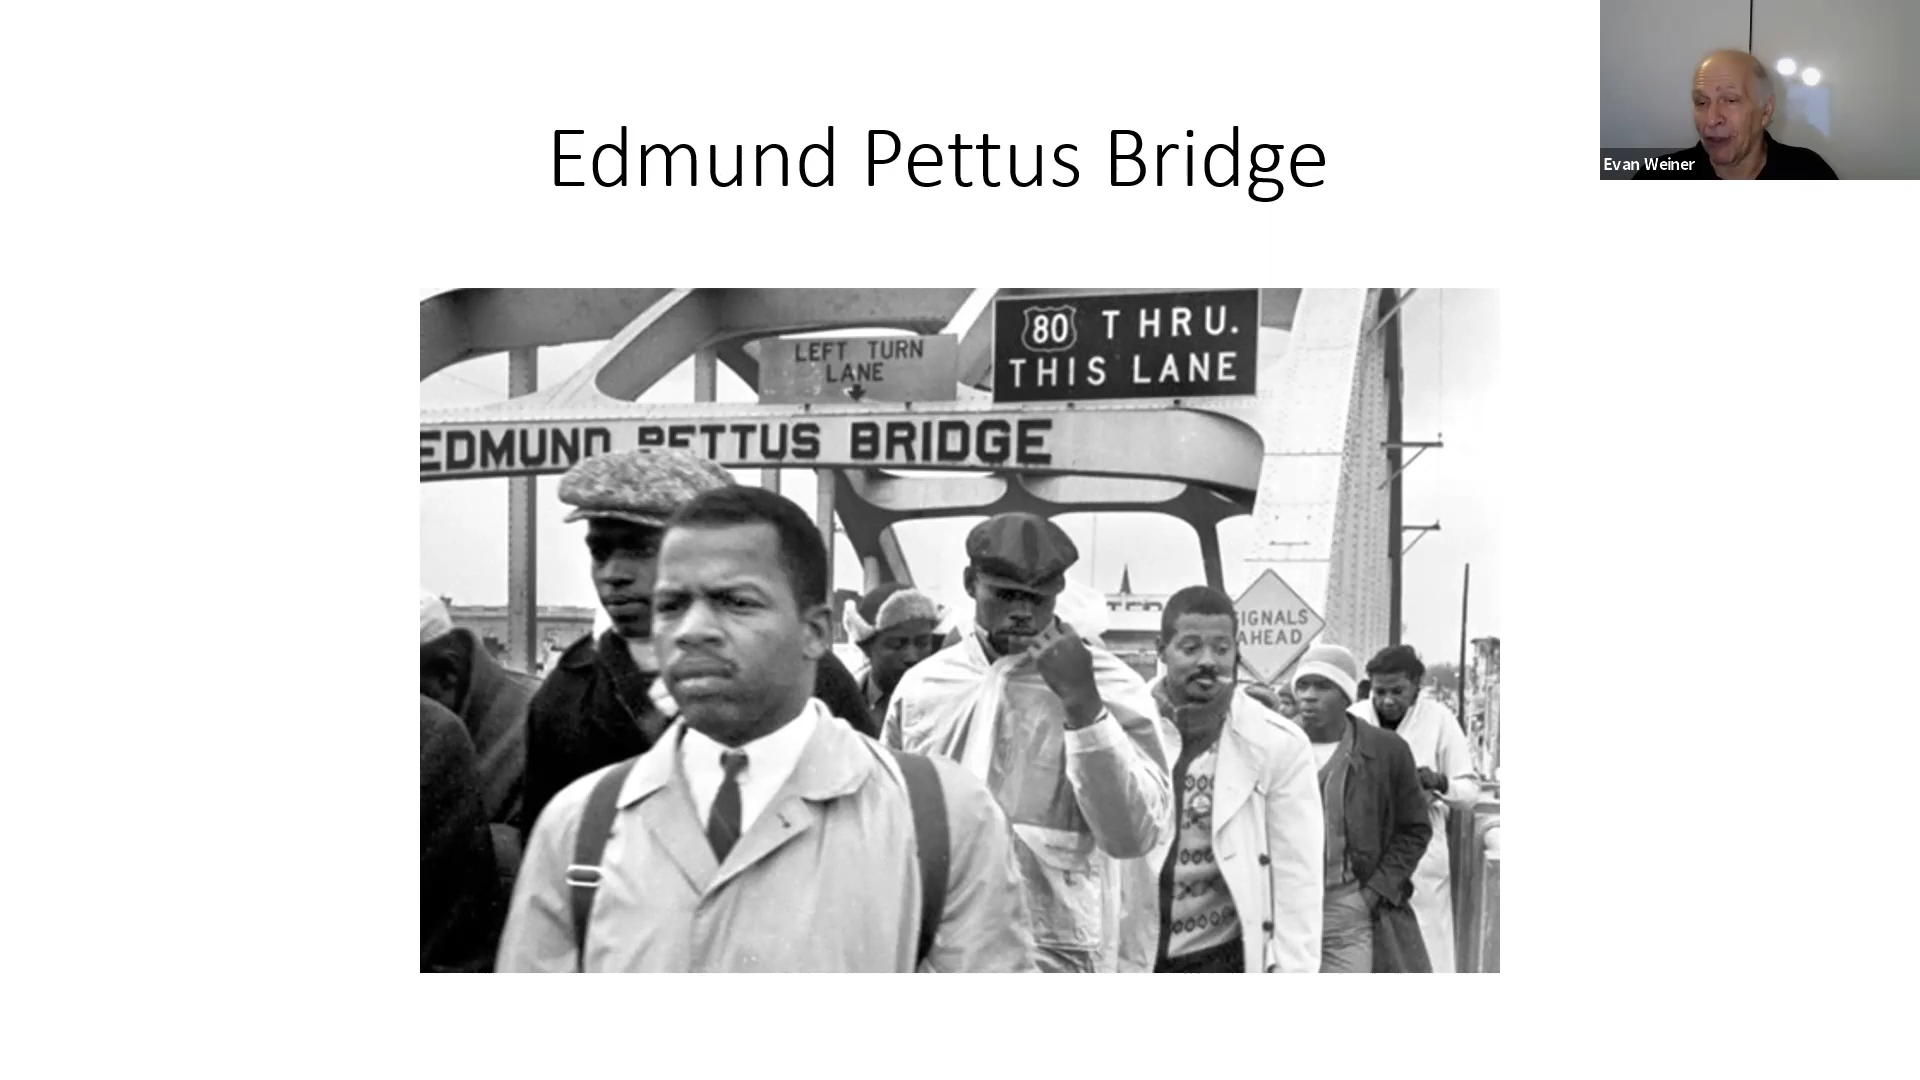 Edmund Pettus Bridge
Evan Weiner
80 THRU.
THIS LANE
LEFT TURN
LANE
EDMUND PETTUS BRIDGE
SIGNALS
AHEAD